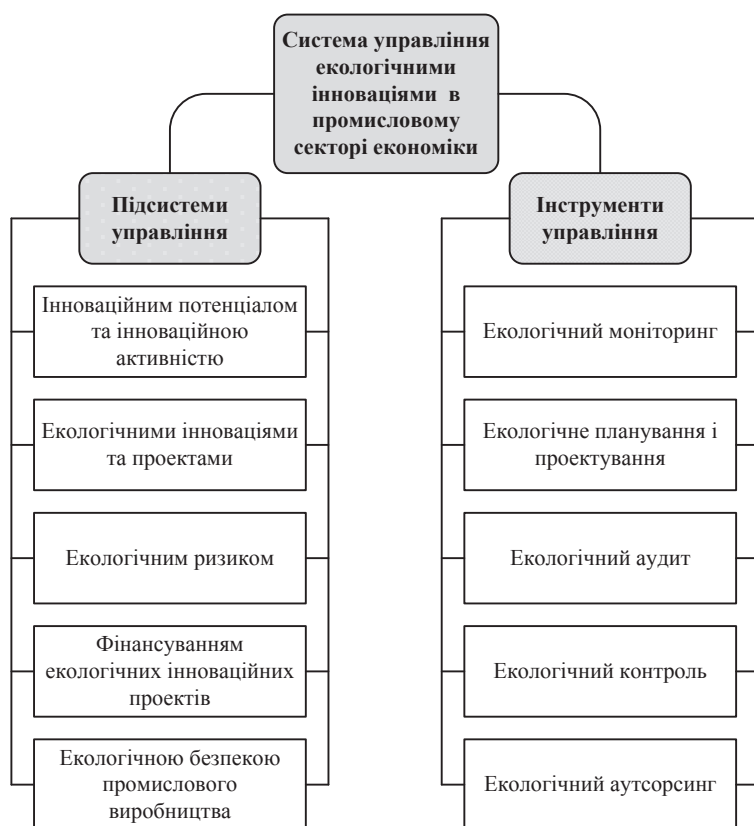 Система управління
екологічними
інноваціями в
промисловому
секторі економіки
Підсистеми
управління
Інноваційним потенціалом
та інноваційною
активністю
Екологічними інноваціями
та проектами
Екологічним ризиком
Фінансуванням
екологічних інноваційних
проектів
Екологічною безпекою
промислового
виробництва
Інструменти
управління
Екологічний моніторинг
Екологічне планування і
проектування
Екологічний аудит
Екологічний контроль
Екологічний аутсорсинг